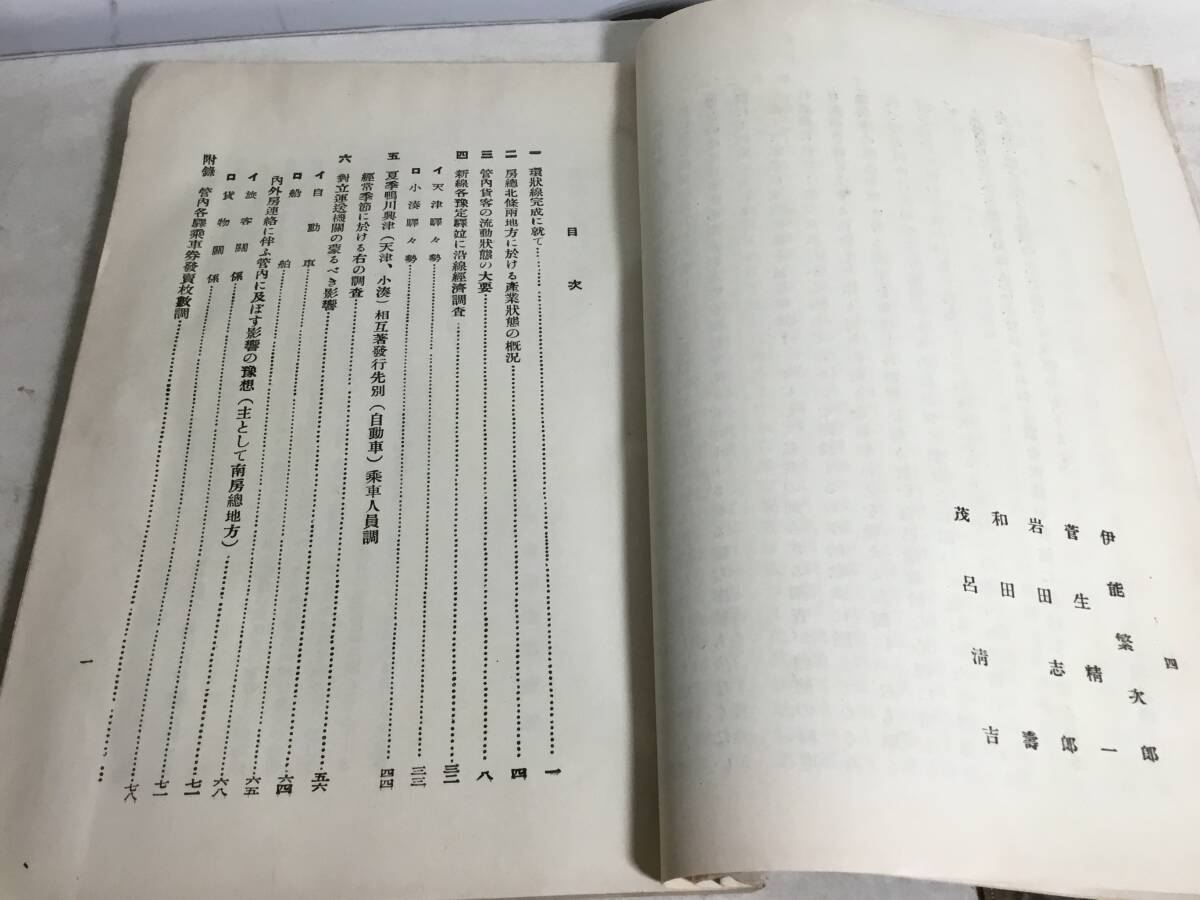 四
伊能繁次郎
菅生精一
岩田志郎
和田壽
茂呂清吉
目次
一 環狀線完成に就て……一
二 房總北條兩地方に於ける產業狀態の概況……四
三 管內貨客の流動狀態の大要……八
四 新線各豫定驛竝に沿線經濟調査……三二
イ 天津驛々勢……三三
ロ 小湊驛々勢……四四
五 夏季鴨川興津（天津、小湊）相互著發行先別（自動車）乘車人員調
經常季節に於ける右の調査……五六
六 對立運送機關の蒙るべき影響……六四
イ 自動車……六五
ロ 船舶……六八
內外房連絡に伴ふ管內に及ぼす影響の豫想（主として南房總地方）……七一
イ 旅客關係……七一
ロ 貨物關係……七八
附錄 管內各驛乘車券發賣枚數調……
一